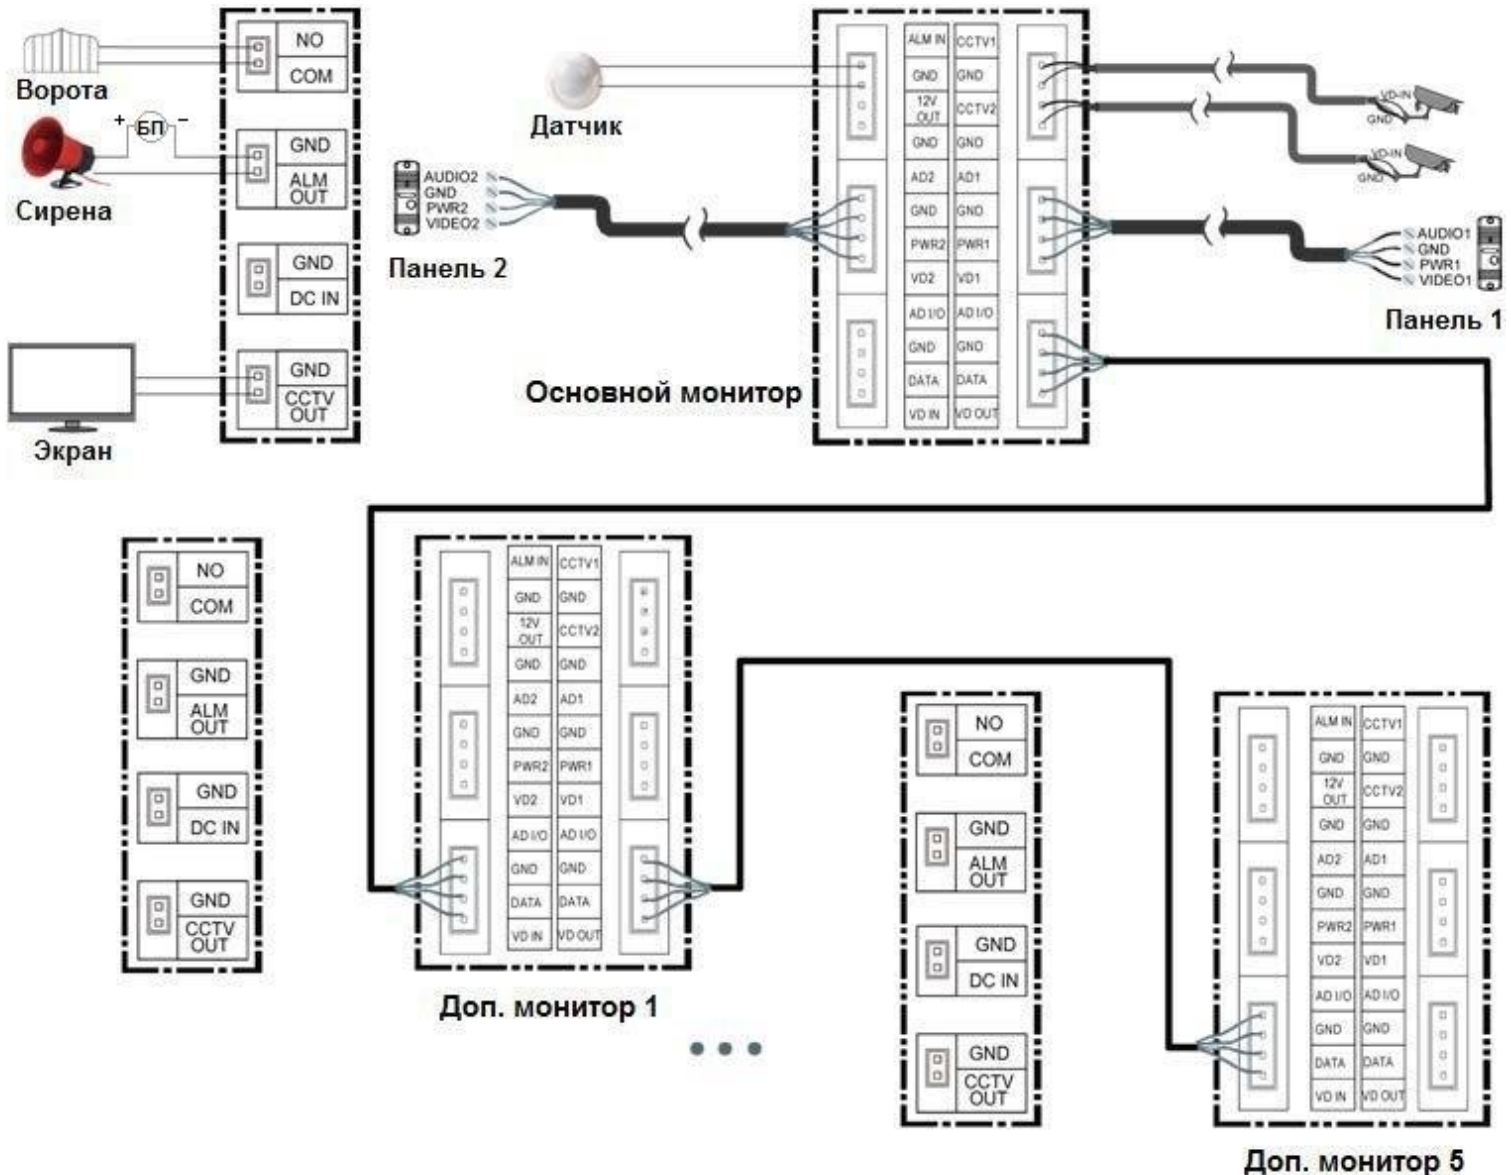 NO
COM
Ворота
+ БП −
Сирена
GND
ALM
OUT
GND
DC IN
GND
CCTV
OUT
Экран
Датчик
AUDIO2
GND
PWR2
VIDEO2
Панель 2
Основной монитор
ALM IN CCTV1
GND GND
12V
OUT CCTV2
GND GND
AD2 AD1
GND GND
PWR2 PWR1
VD2 VD1
AD I/O AD I/O
GND GND
DATA DATA
VD IN VD OUT
VD-IN
GND
VD-IN
GND
AUDIO1
GND
PWR1
VIDEO1
Панель 1
NO
COM
GND
ALM
OUT
GND
DC IN
GND
CCTV
OUT
ALM IN CCTV1
GND GND
12V
OUT CCTV2
GND GND
AD2 AD1
GND GND
PWR2 PWR1
VD2 VD1
AD I/O AD I/O
GND GND
DATA DATA
VD IN VD OUT
Доп. монитор 1
NO
COM
GND
ALM
OUT
GND
DC IN
GND
CCTV
OUT
ALM IN CCTV1
GND GND
12V
OUT CCTV2
GND GND
AD2 AD1
GND GND
PWR2 PWR1
VD2 VD1
AD I/O AD I/O
GND GND
DATA DATA
VD IN VD OUT
Доп. монитор 5